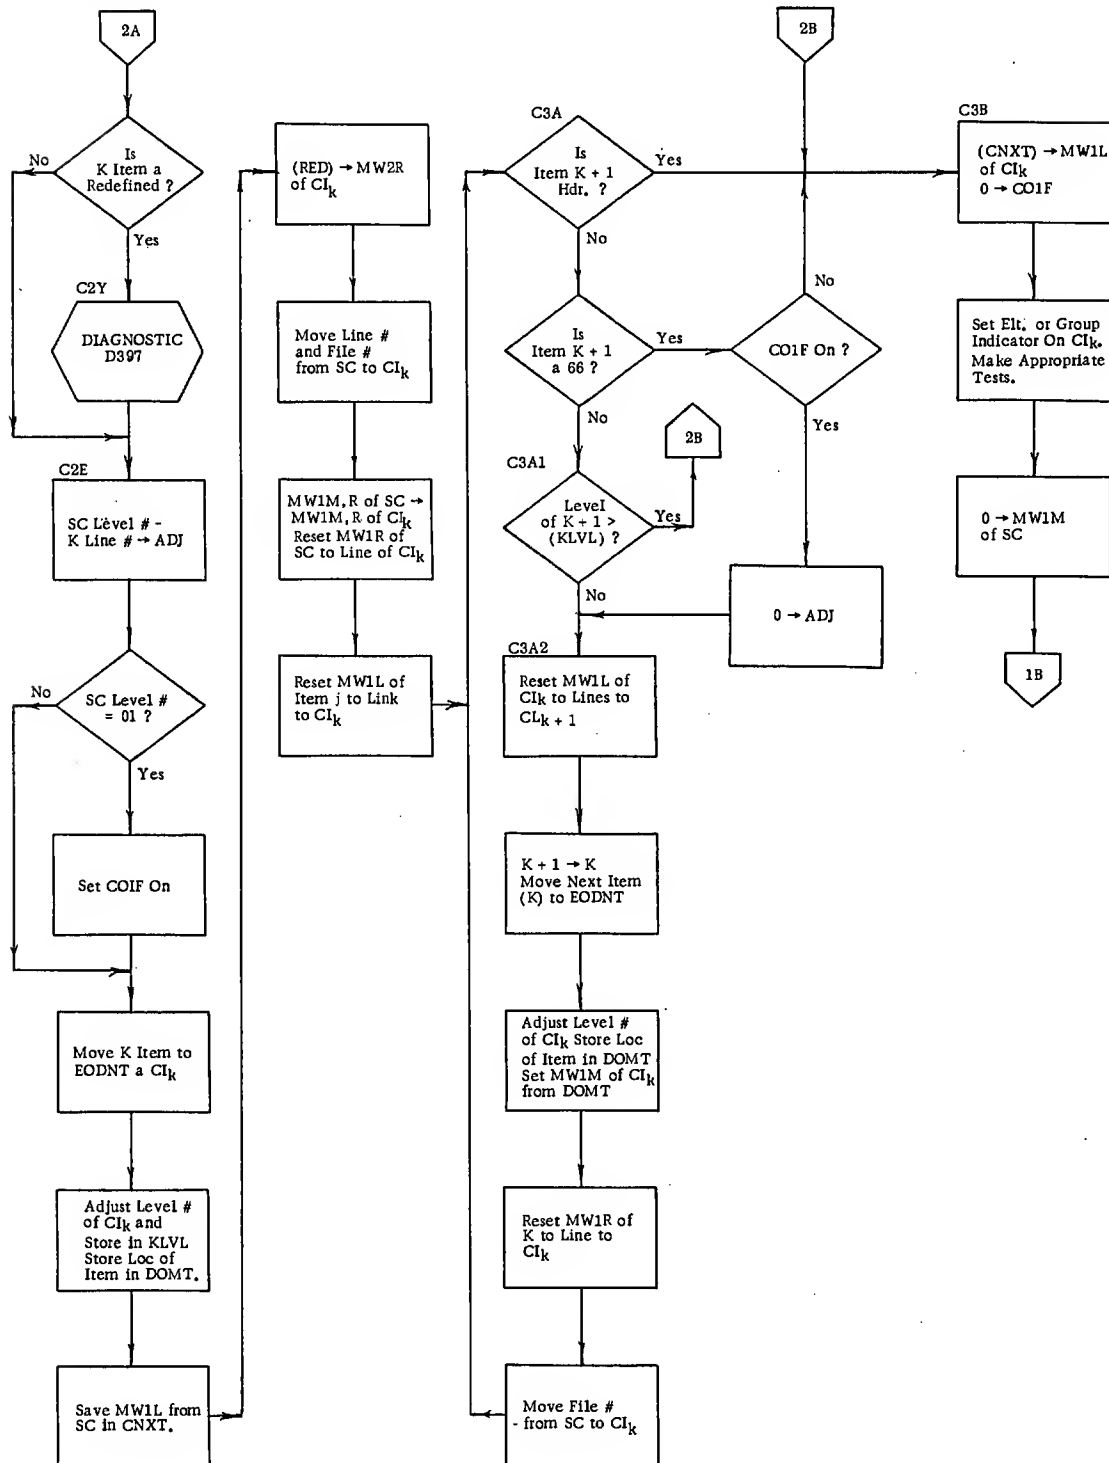 2A
Is
K Item a
Redefined ?
No
Yes
C2Y
DIAGNOSTIC
D397
C2E
SC Level # -
K Line # → ADJ
SC Level #
= 01 ?
No
Yes
Set COIF On
Move K Item to
EODNT a CIk
Adjust Level #
of CIk and
Store in KLVL
Store Loc of
Item in DOMT.
Save MW1L from
SC in CNXT.
(RED) → MW2R
of CIk
Move Line #
and File #
from SC to CIk
MW1M, R of SC →
MW1M, R of CIk
Reset MW1R of
SC to Line of CIk
Reset MW1L of
Item j to Link
to CIk
C3A
Is
Item K + 1
Hdr. ?
Yes
No
Is
Item K + 1
a 66 ?
Yes
No
C3A1
Level
of K + 1 >
(KLVL) ?
Yes
No
2B
C3A2
Reset MW1L of
CIk to Lines to
CLk + 1
K + 1 → K
Move Next Item
(K) to EODNT
Adjust Level #
of CIk Store Loc
of Item in DOMT
Set MW1M of CIk
from DOMT
Reset MW1R of
K to Line to
CIk
Move File #
- from SC to CIk
2B
No
CO1F On ?
Yes
0 → ADJ
C3B
(CNXT) → MW1L
of CIk
0 → CO1F
Set Elt. or Group
Indicator On CIk.
Make Appropriate
Tests.
0 → MW1M
of SC
1B